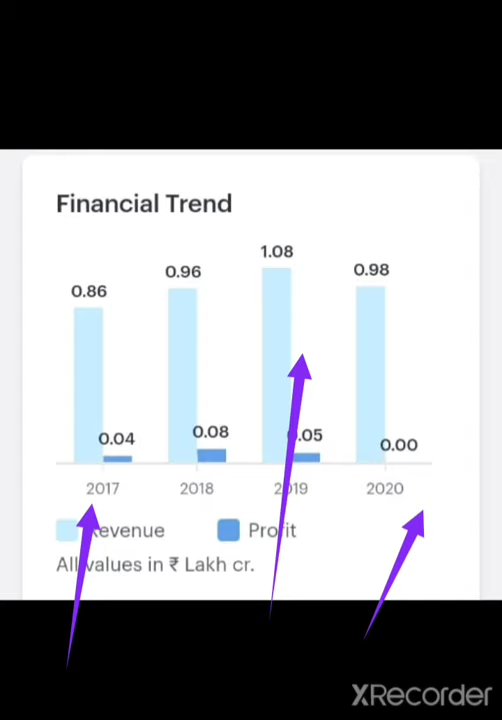 Financial Trend
1.08
0.96
0.98
0.86
0.04
0.08
0.05
0.00
2017 2018 2019 2020
Revenue Profit
All values in ₹ Lakh cr.
XRecorder